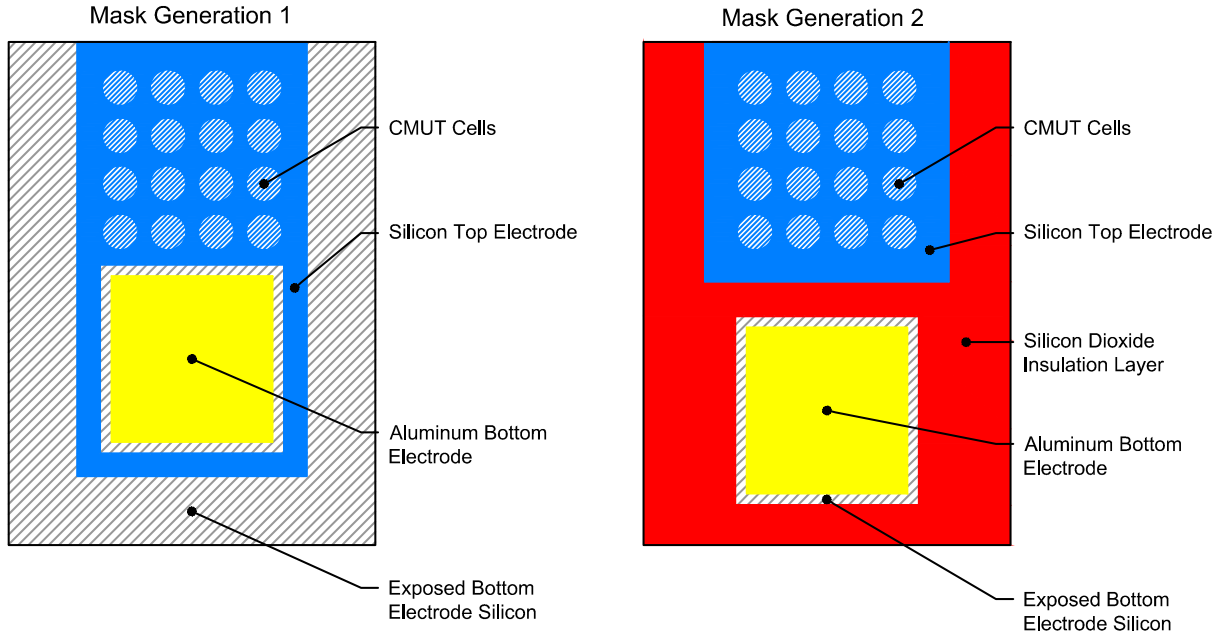 Mask Generation 1
CMUT Cells
Silicon Top Electrode
Aluminum Bottom
Electrode
Exposed Bottom
Electrode Silicon
Mask Generation 2
CMUT Cells
Silicon Top Electrode
Silicon Dioxide
Insulation Layer
Aluminum Bottom
Electrode
Exposed Bottom
Electrode Silicon